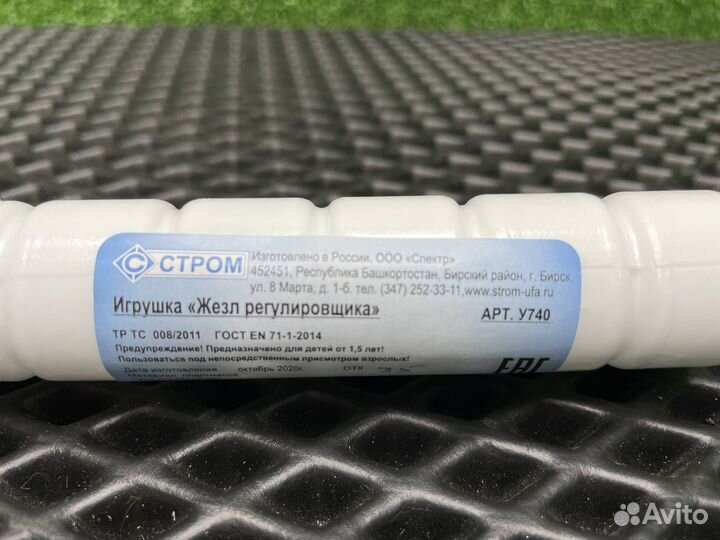 СТРОМ
Изготовлено в России. ООО «Спектр»
452451, Республика Башкортостан, Бирский район, г. Бирск,
ул. 8 Марта, д. 1-б. тел. (347) 252-33-11,www.strom-ufa.ru
Игрушка «Жезл регулировщика» АРТ. У740
ТР ТС 008/2011 ГОСТ EN 71-1-2014
Предупреждение! Предназначено для детей от 1,5 лет!
Пользоваться под непосредственным присмотром взрослых!
Дата изготовления октябрь 2020г. ОТК
Материал: пластмасса
EAC
Avito